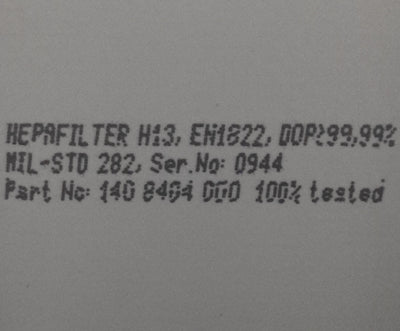 HEPAFILTER H13, EN1822, DOP≥99,99%
MIL-STD 282, Ser.No: 0944
Part No: 140 8404 000 100% tested